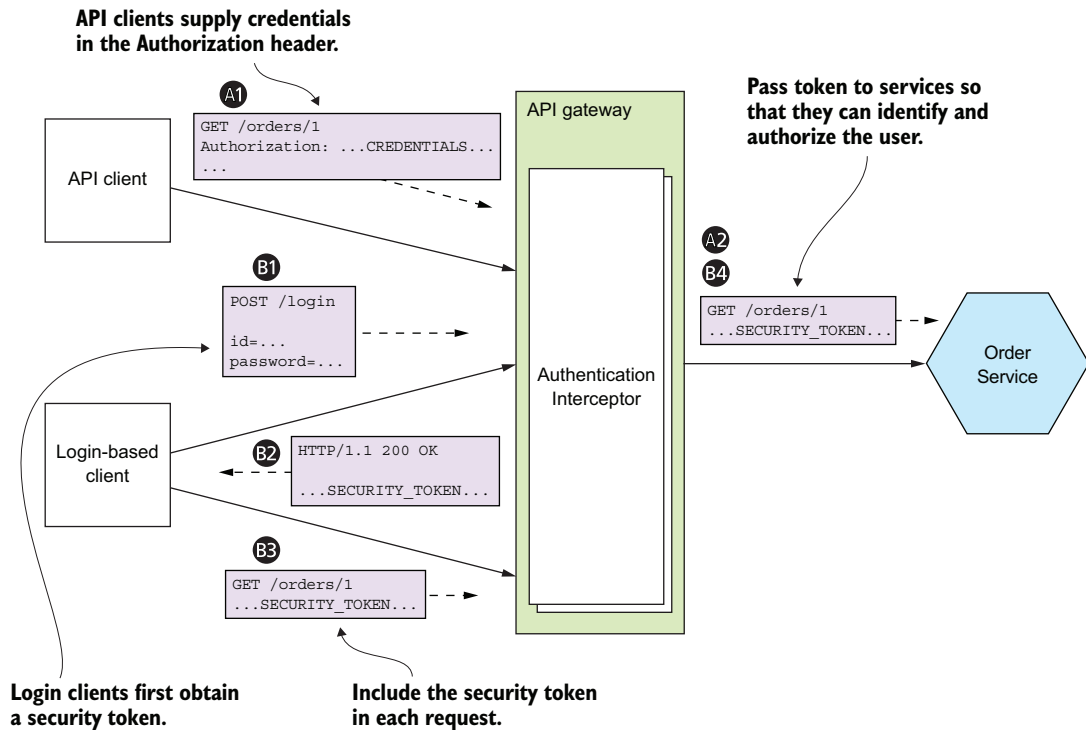 API clients supply credentials
in the Authorization header.
A1
GET /orders/1
Authorization: ...CREDENTIALS...
...
API client
API gateway
Pass token to services so
that they can identify and
authorize the user.
A2
B4
GET /orders/1
...SECURITY_TOKEN...
B1
POST /login
id=...
password=...
Authentication
Interceptor
Order
Service
Login-based
client
B2
HTTP/1.1 200 OK
...SECURITY_TOKEN...
B3
GET /orders/1
...SECURITY_TOKEN...
Login clients first obtain
a security token.
Include the security token
in each request.